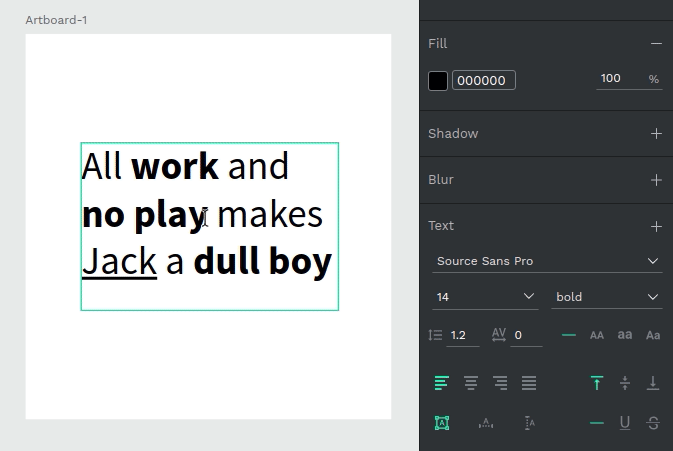 Artboard-1
All work and
no play makes
Jack a dull boy
Fill
000000 100 %
Shadow
Blur
Text
Source Sans Pro
14 bold
1.2 AV 0 AA aa Aa
A A A U S